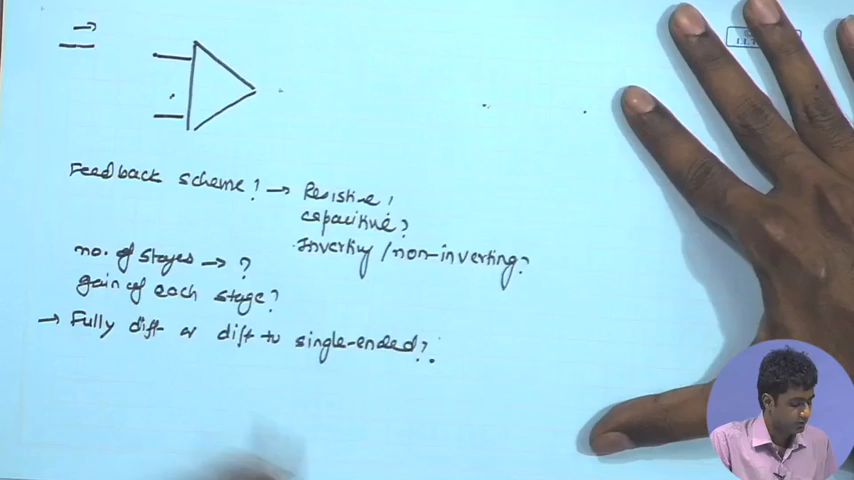 Feedback scheme? → Resistive,
capacitive?
Inverting / non-inverting?
no. of stages → ?
gain of each stage?
→ Fully diff or diff to single-ended?